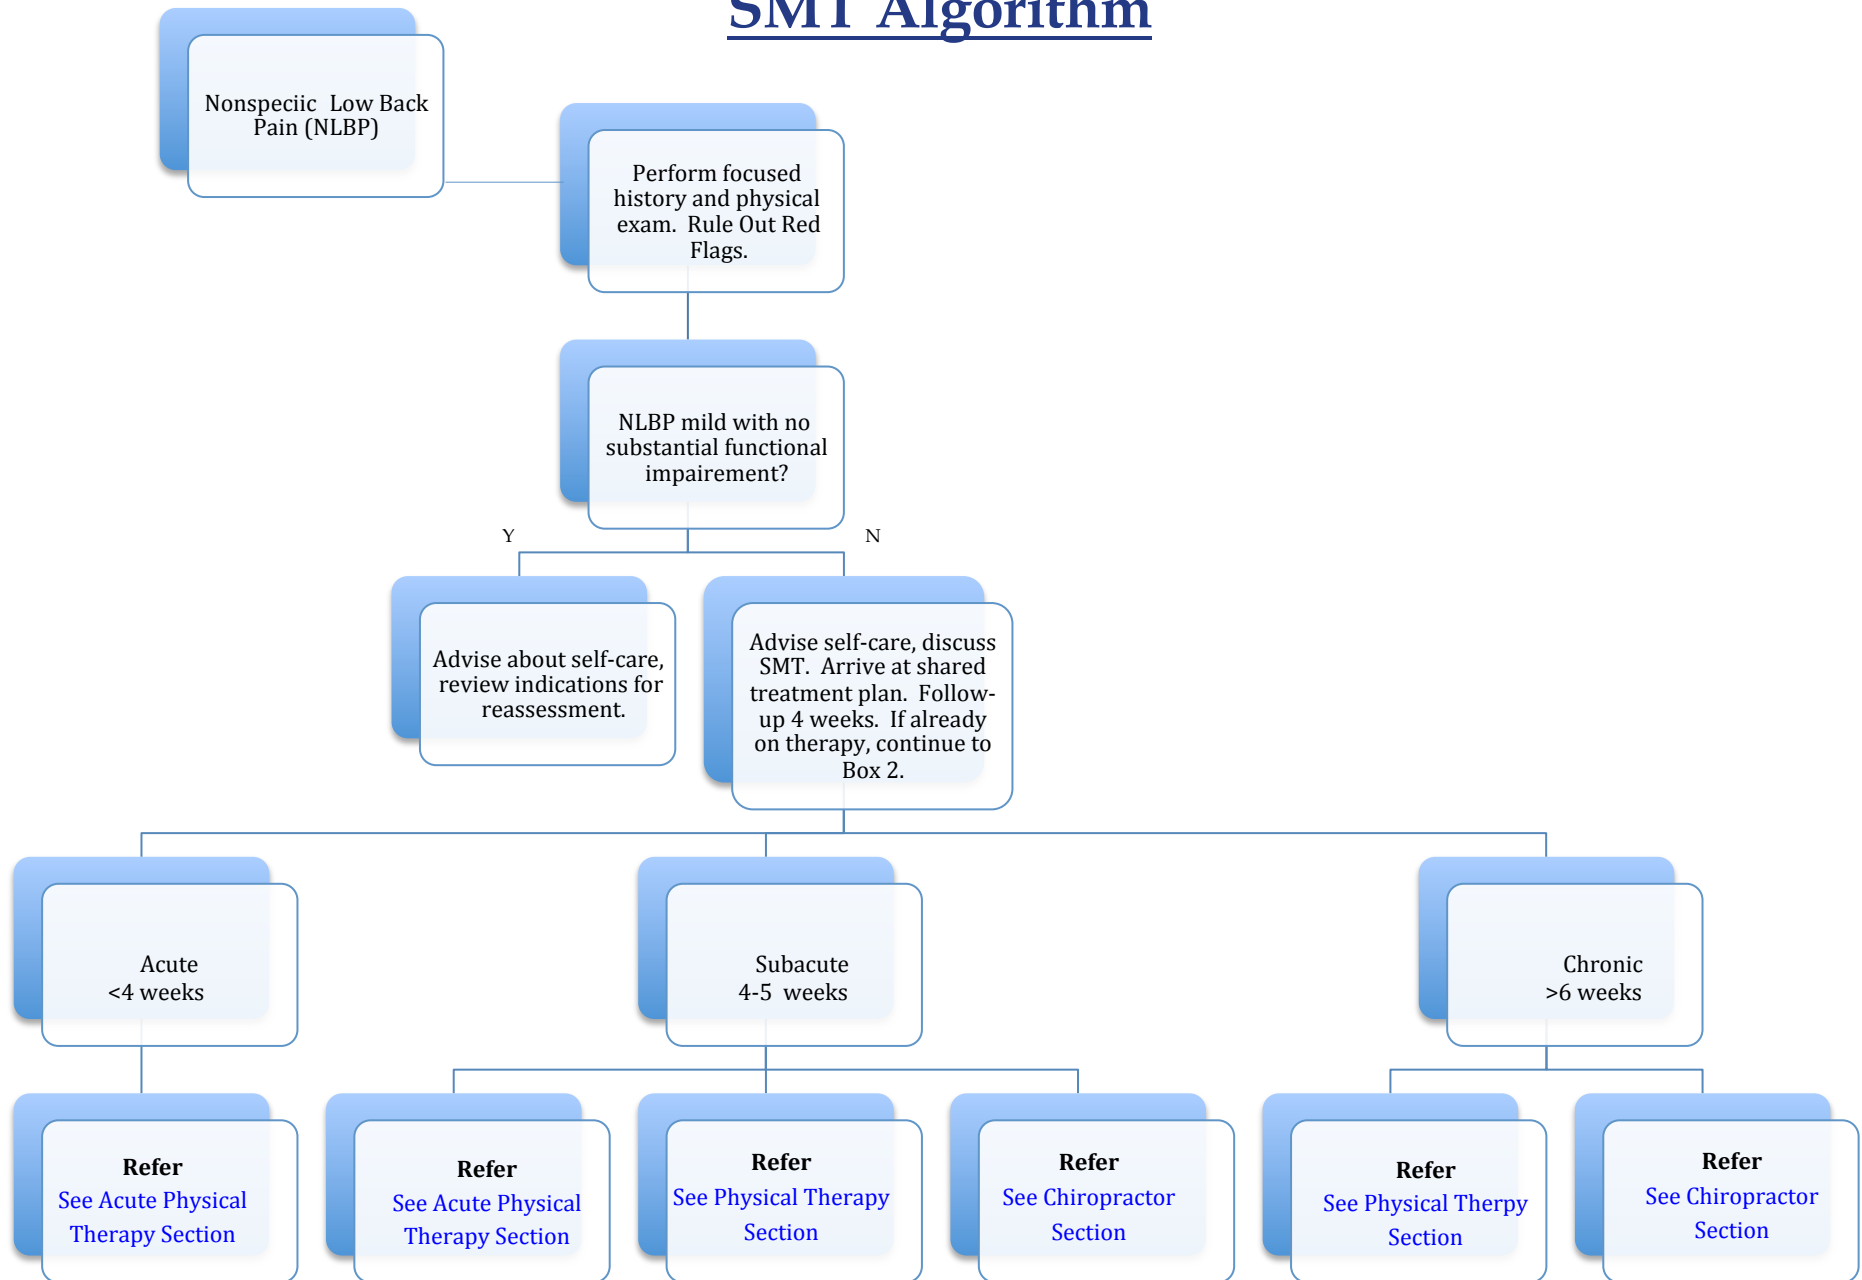 SMT Algorithm
Nonspeciic Low Back
Pain (NLBP)
Perform focused
history and physical
exam. Rule Out Red
Flags.
NLBP mild with no
substantial functional
impairement?
Y
N
Advise about self-care,
review indications for
reassessment.
Advise self-care, discuss
SMT. Arrive at shared
treatment plan. Follow-
up 4 weeks. If already
on therapy, continue to
Box 2.
Acute
<4 weeks
Subacute
4-5 weeks
Chronic
>6 weeks
Refer
See Acute Physical
Therapy Section
Refer
See Acute Physical
Therapy Section
Refer
See Physical Therapy
Section
Refer
See Chiropractor
Section
Refer
See Physical Therpy
Section
Refer
See Chiropractor
Section